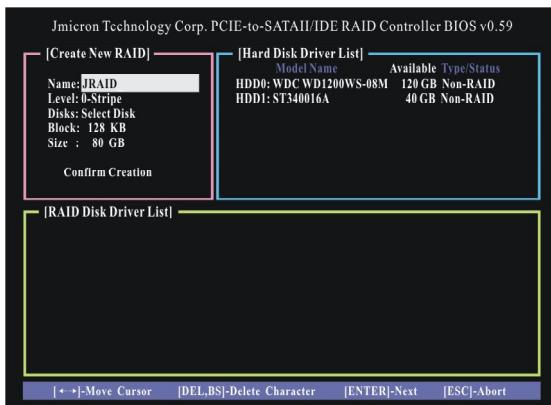 Jmicron Technology Corp. PCIE-to-SATAII/IDE RAID Controller BIOS v0.59
[Create New RAID]
Name: JRAID
Level: 0-Stripe
Disks: Select Disk
Block: 128 KB
Size : 80 GB
Confirm Creation
[Hard Disk Driver List]
Model Name Available Type/Status
HDD0: WDC WD1200WS-08M 120 GB Non-RAID
HDD1: ST340016A 40 GB Non-RAID
[RAID Disk Driver List]
[←→]-Move Cursor [DEL,BS]-Delete Character [ENTER]-Next [ESC]-Abort